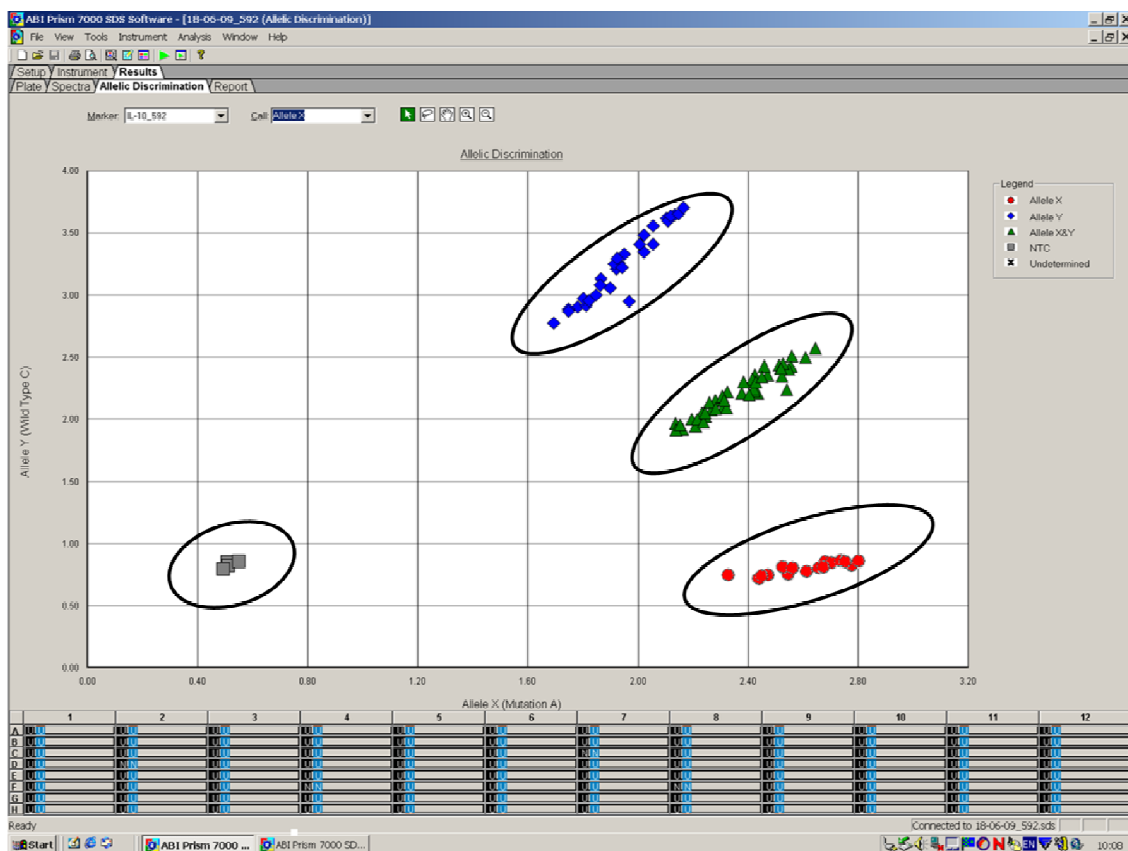 ABI Prism 7000 SDS Software - [18-06-09_592 (Allelic Discrimination)]
File View Tools Instrument Analysis Window Help
Setup Instrument Results
Plate Spectra Allelic Discrimination Report
Marker: IL-10_592 Call: Allele X
Allelic Discrimination
Legend
Allele X
Allele Y
Allele X&Y
NTC
Undetermined
4.00
3.50
3.00
2.50
2.00
1.50
1.00
0.50
0.00
Allele Y (Wild Type C)
0.00 0.40 0.80 1.20 1.60 2.00 2.40 2.80 3.20
Allele X (Mutation A)
1 2 3 4 5 6 7 8 9 10 11 12
A
B
C
D
E
F
G
H
Ready Connected to 18-06-09_592.sds
Start ABI Prism 7000 ... ABI Prism 7000 SD... EN 10:08